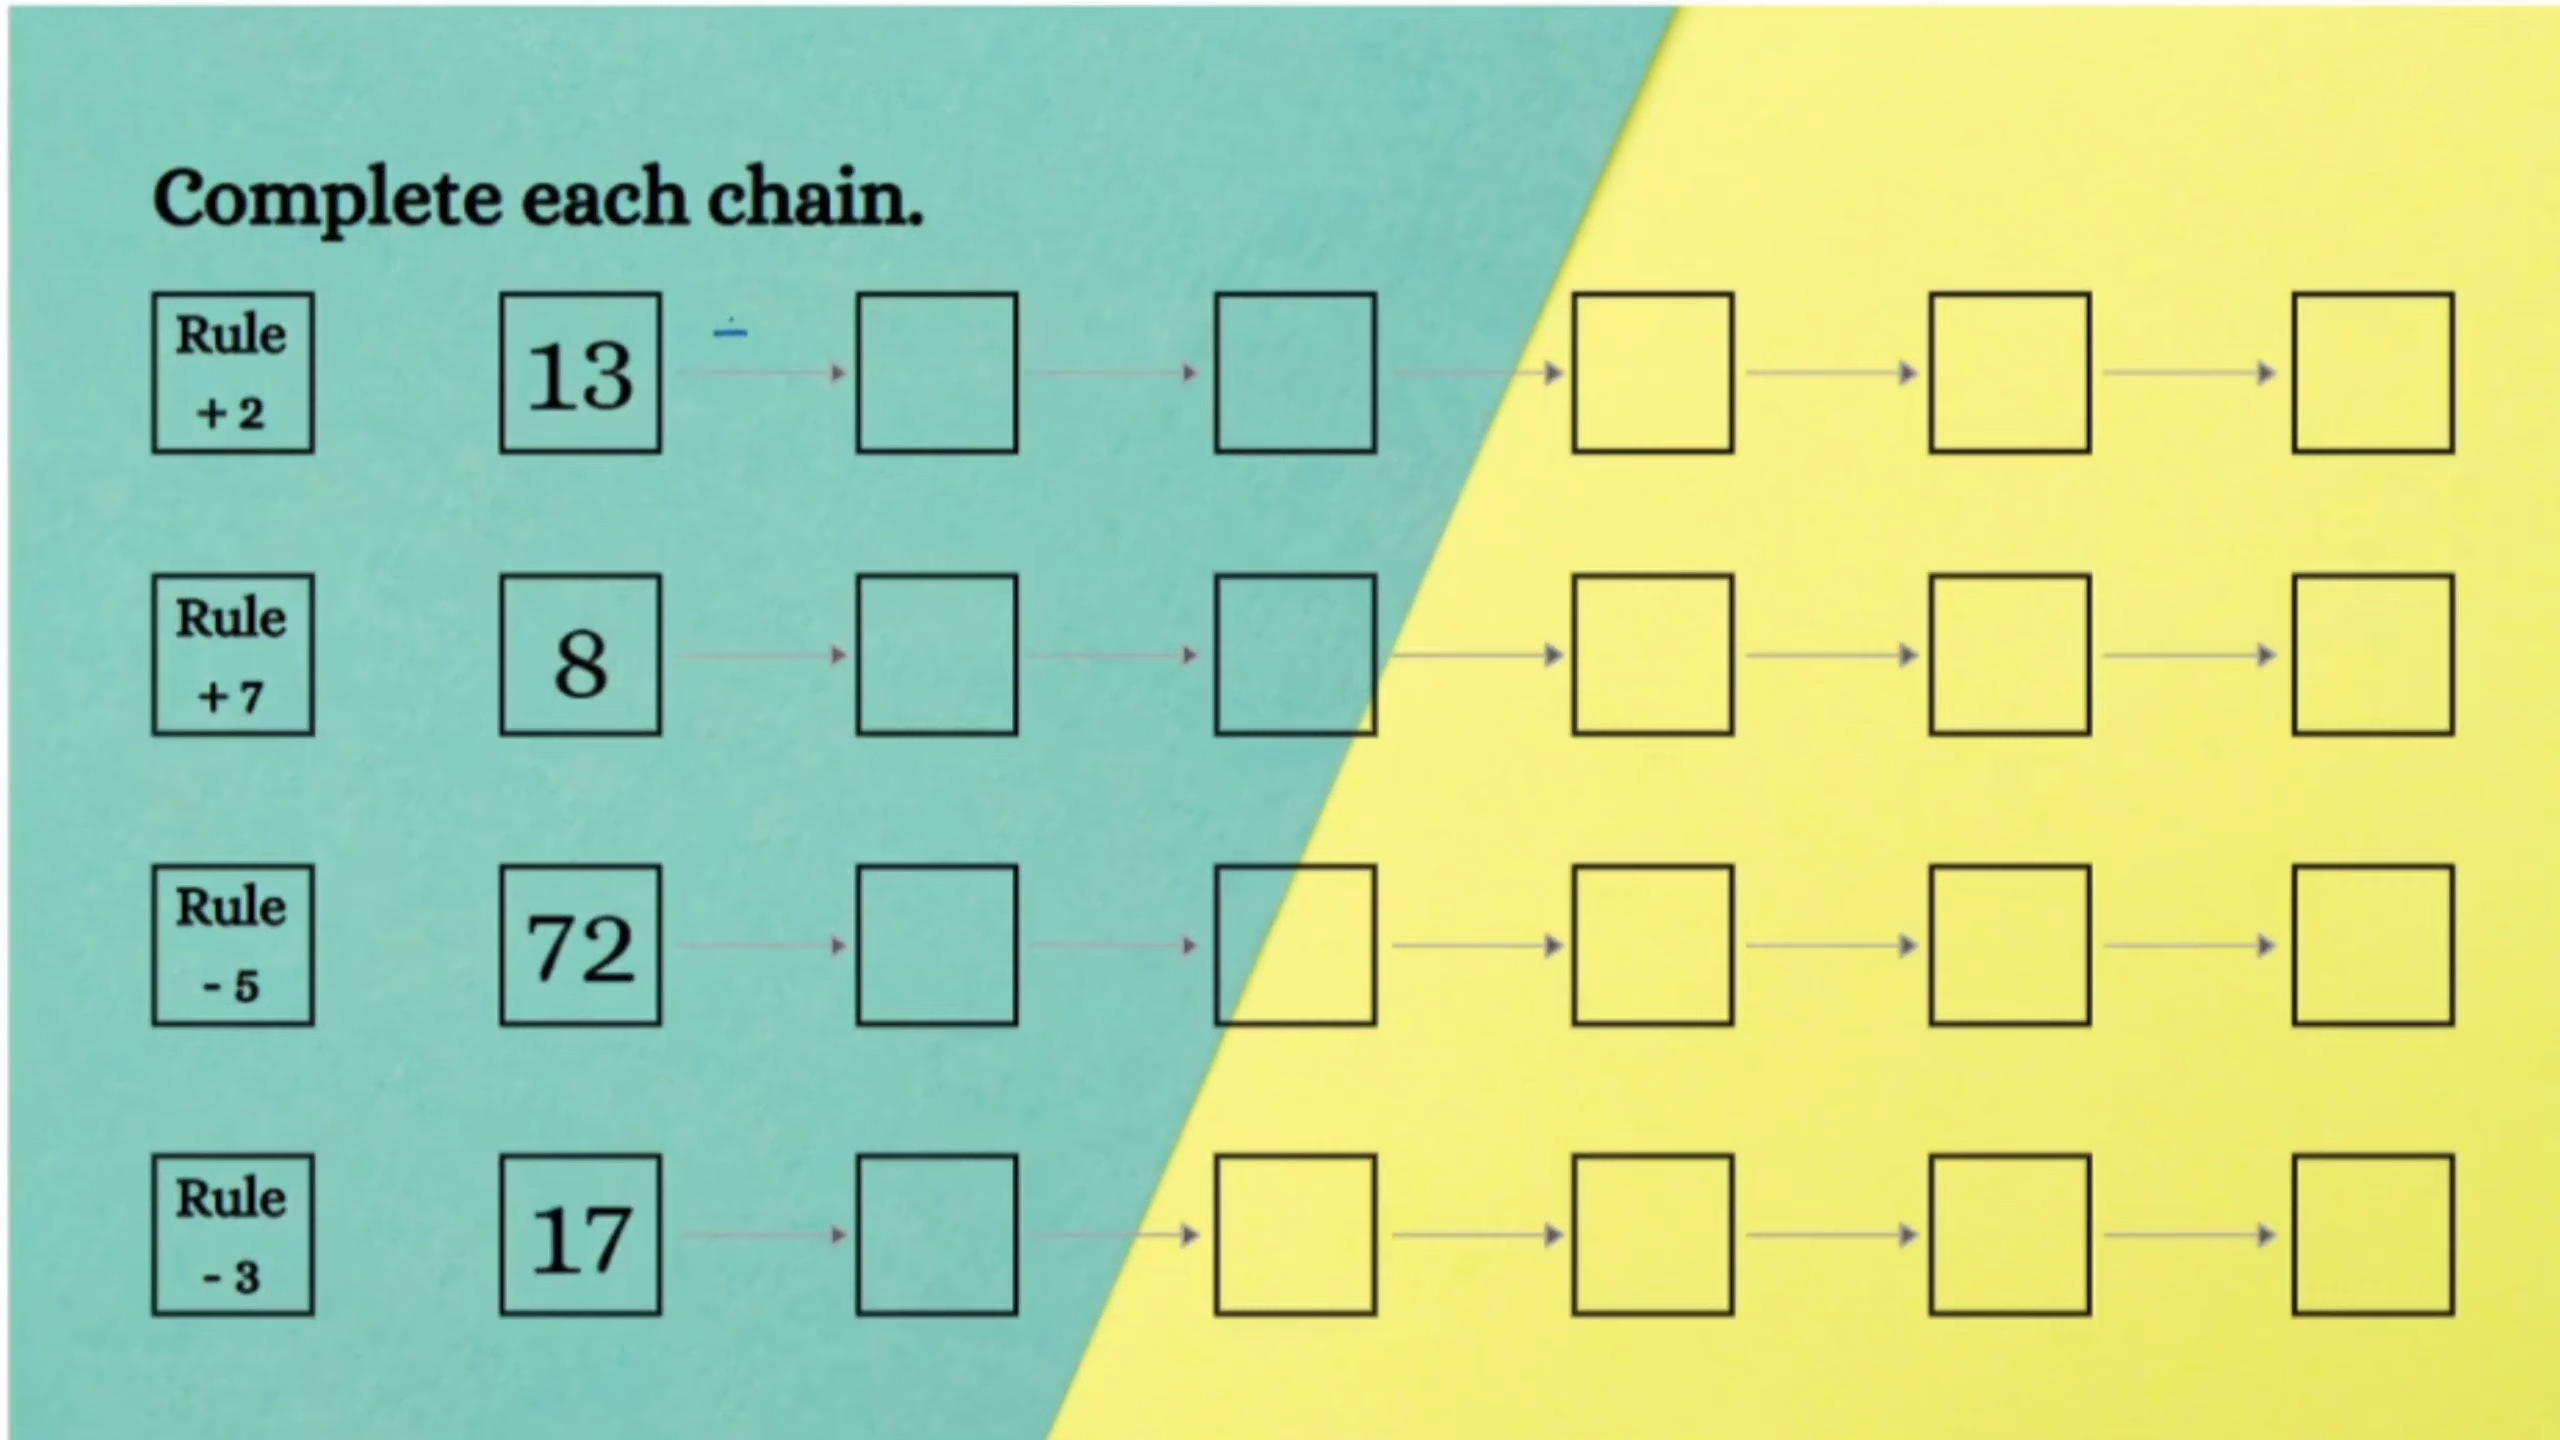 Complete each chain.
Rule
+ 2
13
Rule
+ 7
8
Rule
- 5
72
Rule
- 3
17